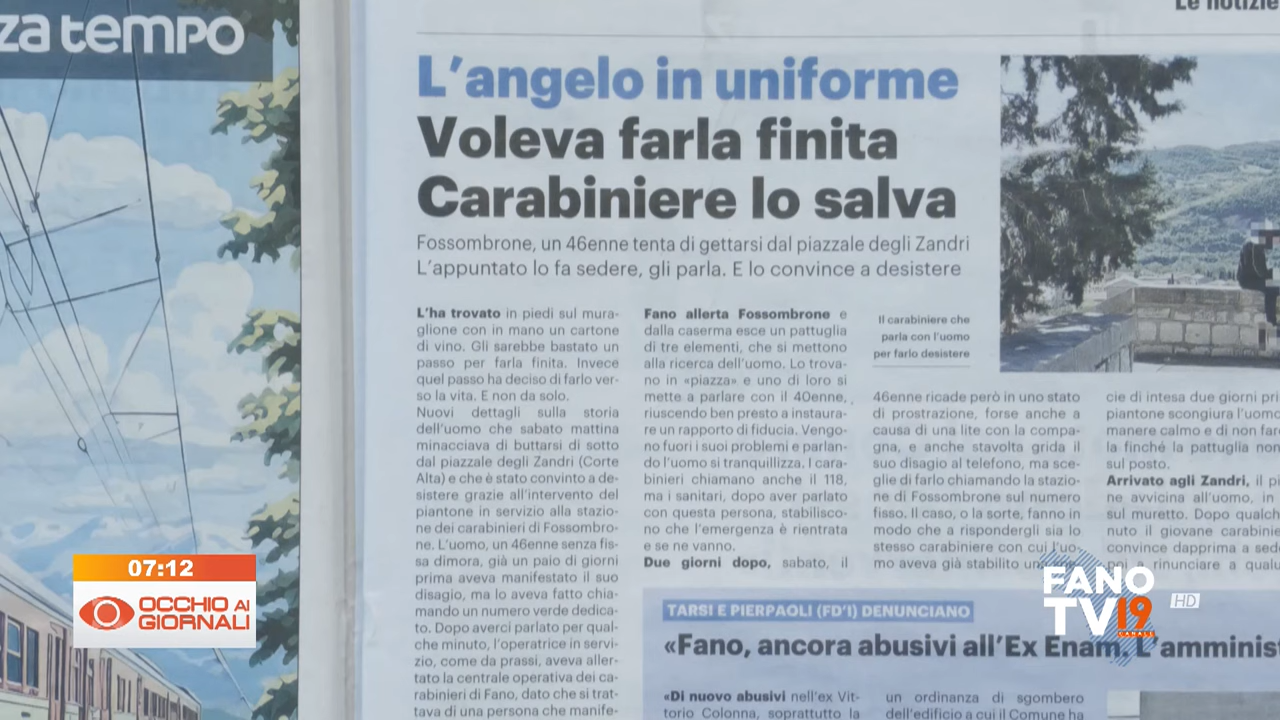 za tempo
Le notizie
L'angelo in uniforme
Voleva farla finita
Carabiniere lo salva
Fossombrone, un 46enne tenta di gettarsi dal piazzale degli Zandri
L'appuntato lo fa sedere, gli parla. E lo convince a desistere
L'ha trovato in piedi sul mura-
glione con in mano un cartone
di vino. Gli sarebbe bastato un
passo per farla finita. Invece
quel passo ha deciso di farlo ver-
so la vita. E non da solo.
Nuovi dettagli sulla storia
dell'uomo che sabato mattina
minacciava di buttarsi di sotto
dal piazzale degli Zandri (Corte
Alta) e che è stato convinto a de-
sistere grazie all'intervento del
piantone in servizio alla stazio-
ne dei carabinieri di Fossombro-
ne. L'uomo, un 46enne senza fis-
sa dimora, già un paio di giorni
prima aveva manifestato il suo
disagio, ma lo aveva fatto chia-
mando un numero verde dedica-
to. Dopo averci parlato per qual-
che minuto, l'operatrice in servi-
zio, come da prassi, aveva aller-
tato la centrale operativa dei ca-
rabinieri di Fano, dato che si trat-
tava di una persona che manife-
Fano allerta Fossombrone e
dalla caserma esce un pattuglia
di tre elementi, che si mettono
alla ricerca dell'uomo. Lo trova-
no in «piazza» e uno di loro si
mette a parlare con il 40enne,
riuscendo ben presto a instaura-
re un rapporto di fiducia. Vengo-
no fuori i suoi problemi e parlan-
do l'uomo si tranquillizza. I cara-
binieri chiamano anche il 118,
ma i sanitari, dopo aver parlato
con questa persona, stabilisco-
no che l'emergenza è rientrata
e se ne vanno.
Due giorni dopo, sabato, il
Il carabiniere che
parla con l'uomo
per farlo desistere
46enne ricade però in uno stato
di prostrazione, forse anche a
causa di una lite con la compa-
gna, e anche stavolta grida il
suo disagio al telefono, ma sce-
glie di farlo chiamando la stazio-
ne di Fossombrone sul numero
fisso. Il caso, o la sorte, fanno in
modo che a rispondergli sia lo
stesso carabiniere con cui l'uo-
mo aveva già stabilito un
cie di intesa due giorni pri
piantone scongiura l'uomo
manere calmo e di non fare
la finché la pattuglia non
sul posto.
Arrivato agli Zandri, il pi
ne avvicina all'uomo, in
sul muretto. Dopo qualch
nuto il giovane carabinie
convince dapprima a sede
poi a rinunciare a qualu
TARSI E PIERPAOLI (FD'I) DENUNCIANO
«Fano, ancora abusivi all'Ex Enam. L'amminist
«Di nuovo abusivi nell'ex Vit-
torio Colonna, soprattutto la
un ordinanza di sgombero
dell'edificio a cui il Comune ha
07:12
OCCHIO AI
GIORNALI
FANO
TV 19
CANALE
HD